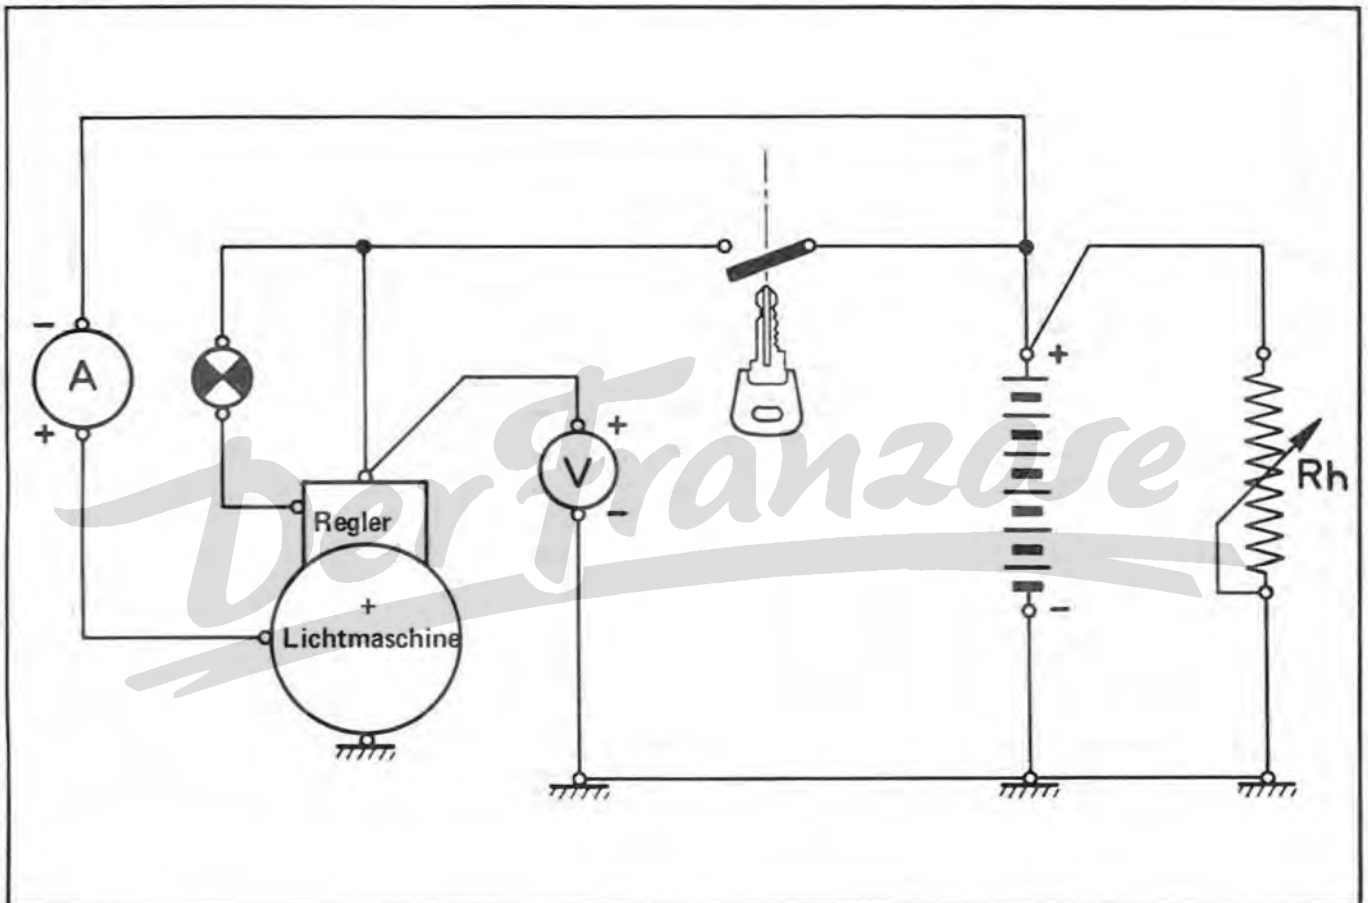 −
A
+
+
V
−
Regler
+
Lichtmaschine
+
−
Rh
Der Franzose